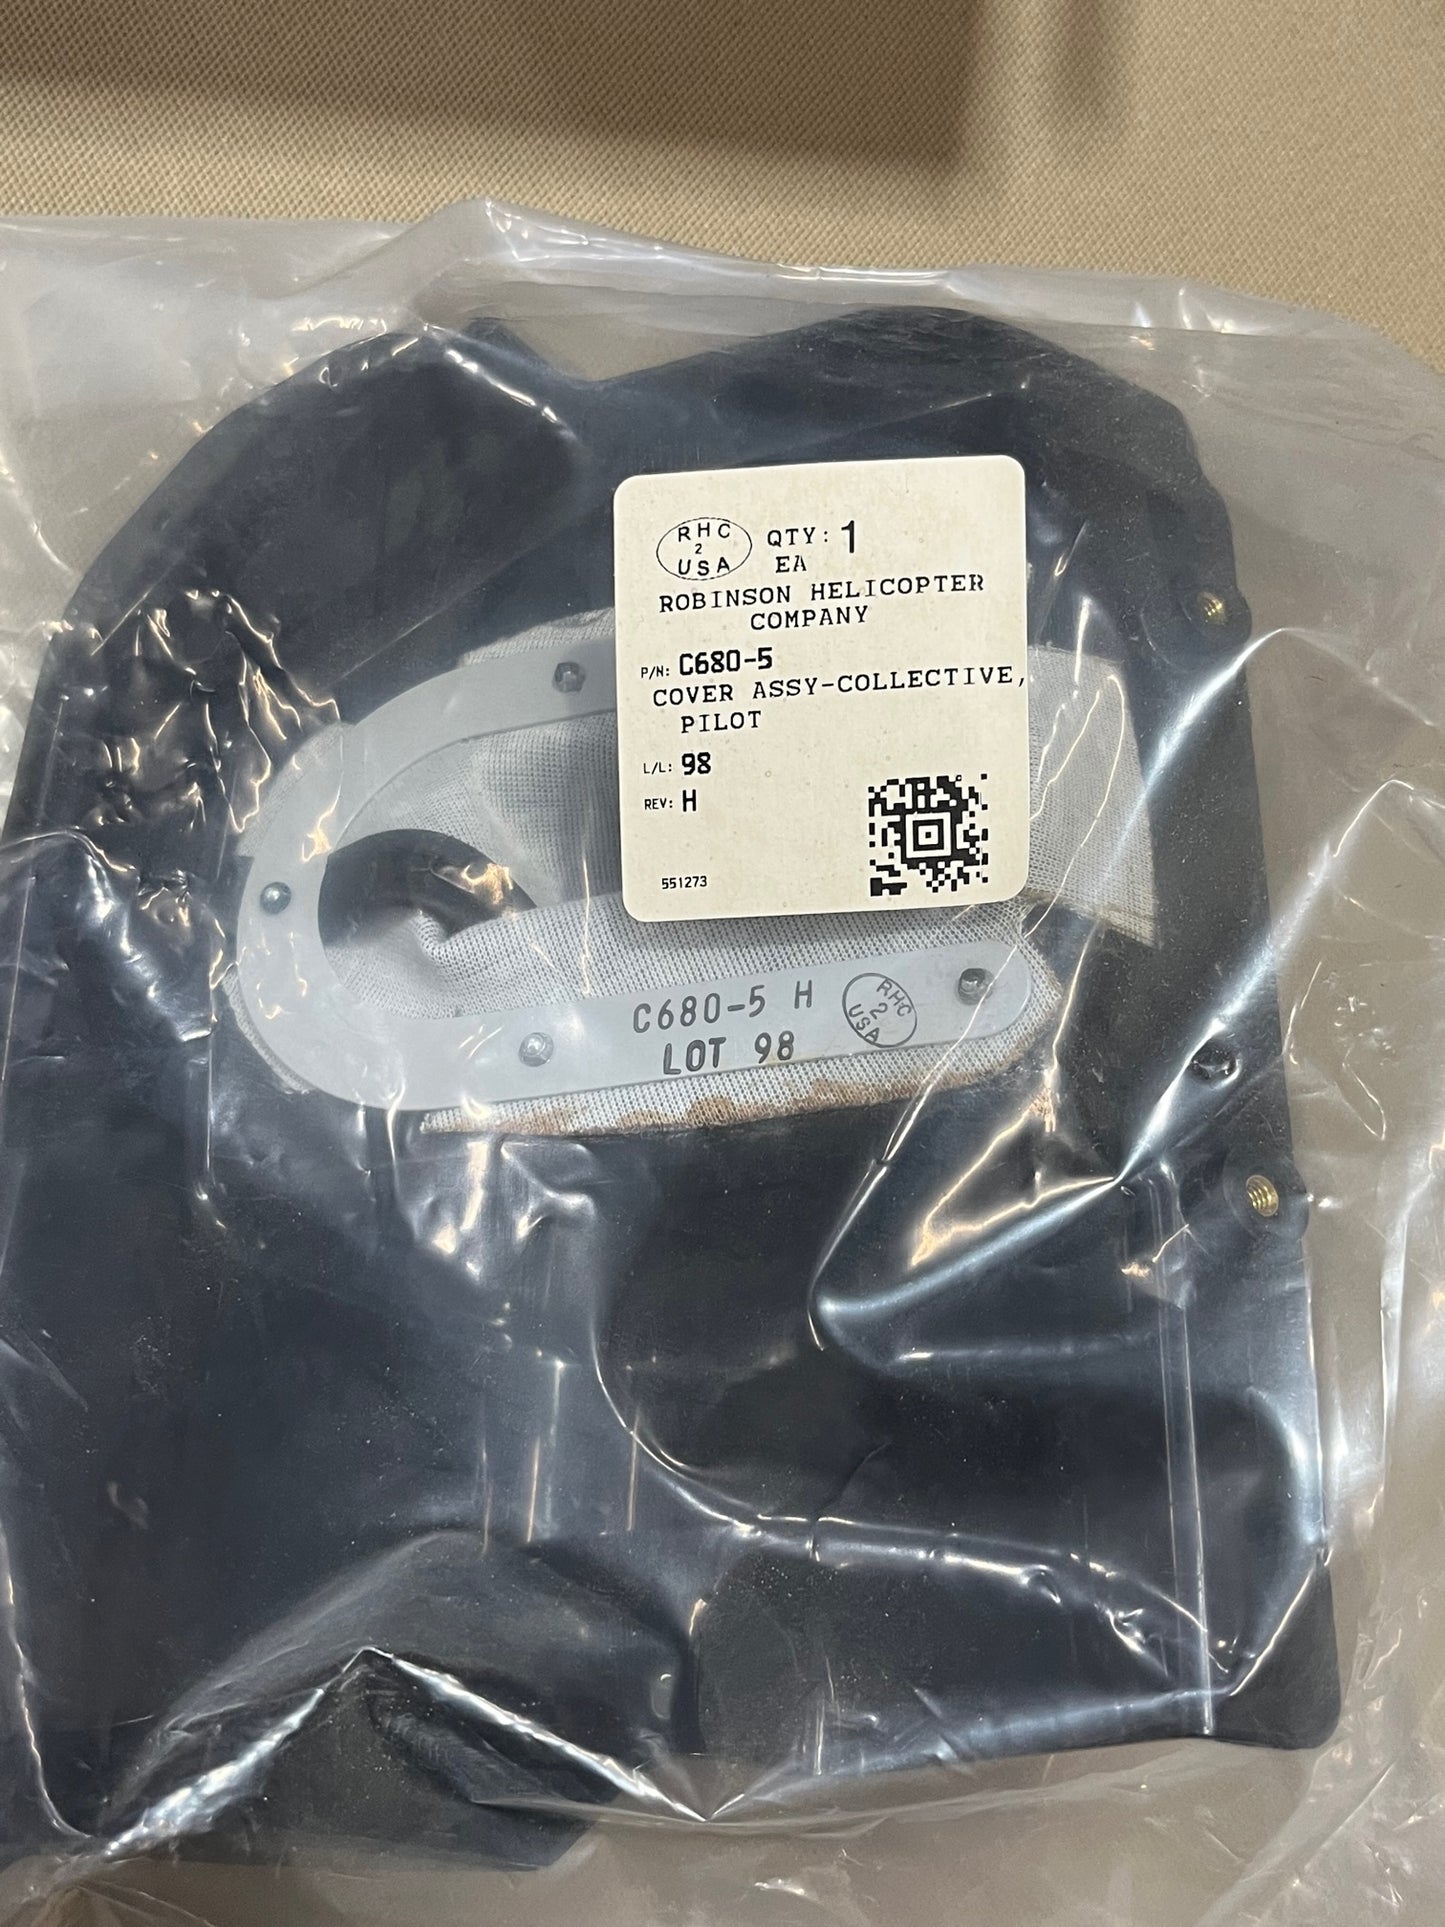 RHC
2
USA
QTY: 1
EA
ROBINSON HELICOPTER
COMPANY
P/N: C680-5
COVER ASSY-COLLECTIVE,
PILOT
L/L: 98
REV: H
551273
C680-5 H
LOT 98
RHC
2
USA